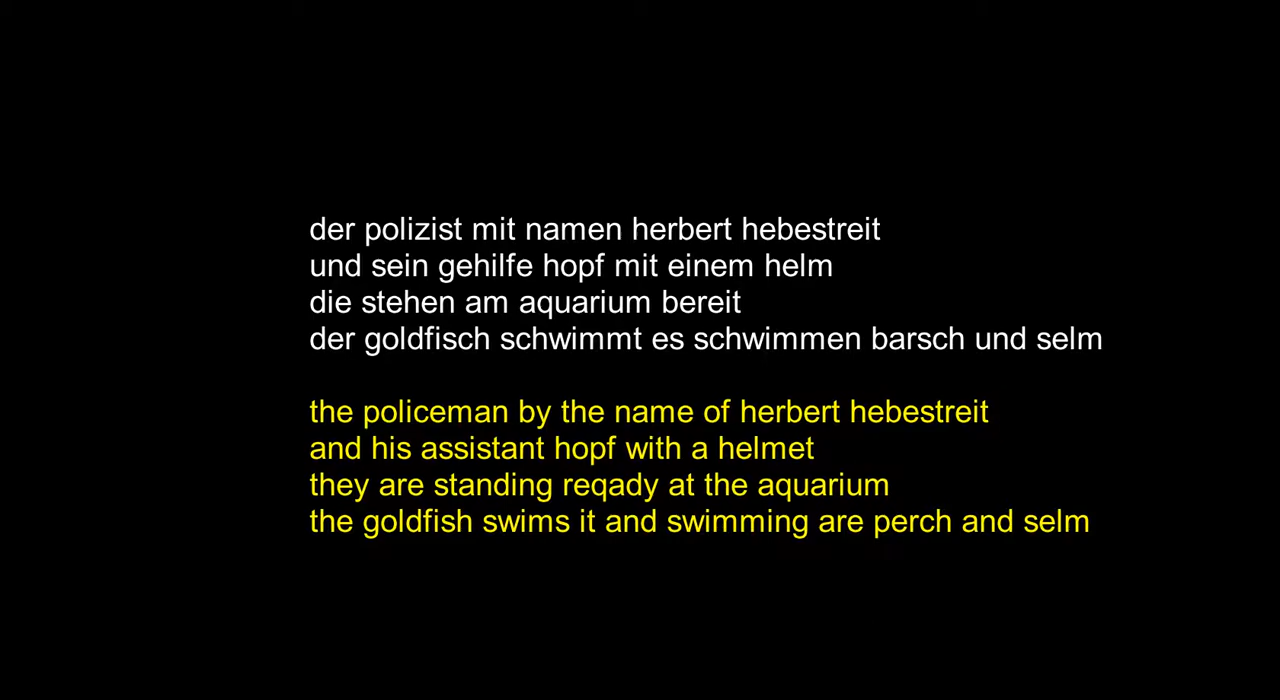 der polizist mit namen herbert hebestreit
und sein gehilfe hopf mit einem helm
die stehen am aquarium bereit
der goldfisch schwimmt es schwimmen barsch und selm
the policeman by the name of herbert hebestreit
and his assistant hopf with a helmet
they are standing reqady at the aquarium
the goldfish swims it and swimming are perch and selm